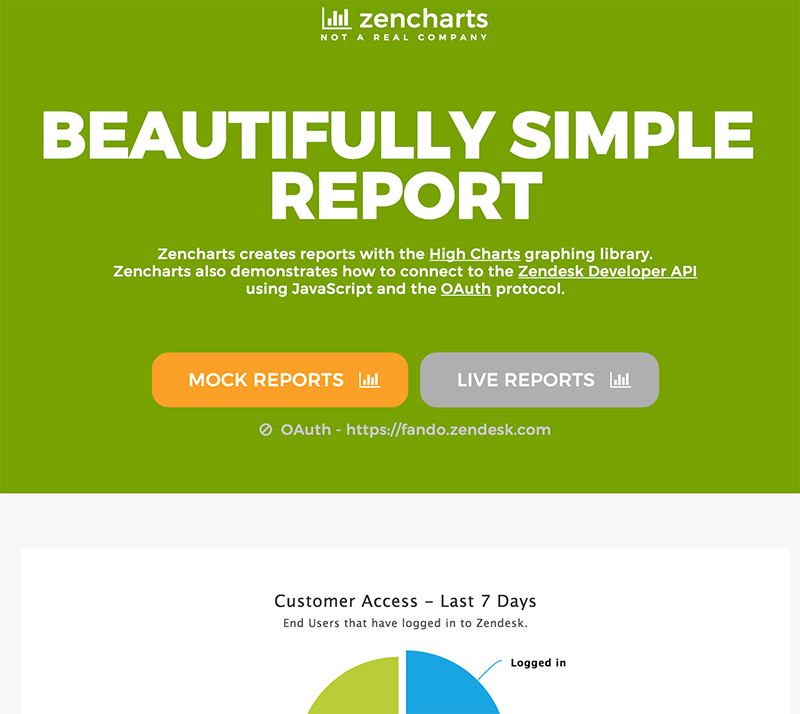 zencharts
NOT A REAL COMPANY
BEAUTIFULLY SIMPLE
REPORT
Zencharts creates reports with the High Charts graphing library.
Zencharts also demonstrates how to connect to the Zendesk Developer API
using JavaScript and the OAuth protocol.
MOCK REPORTS
LIVE REPORTS
OAuth - https://fando.zendesk.com
Customer Access – Last 7 Days
End Users that have logged in to Zendesk.
Logged in